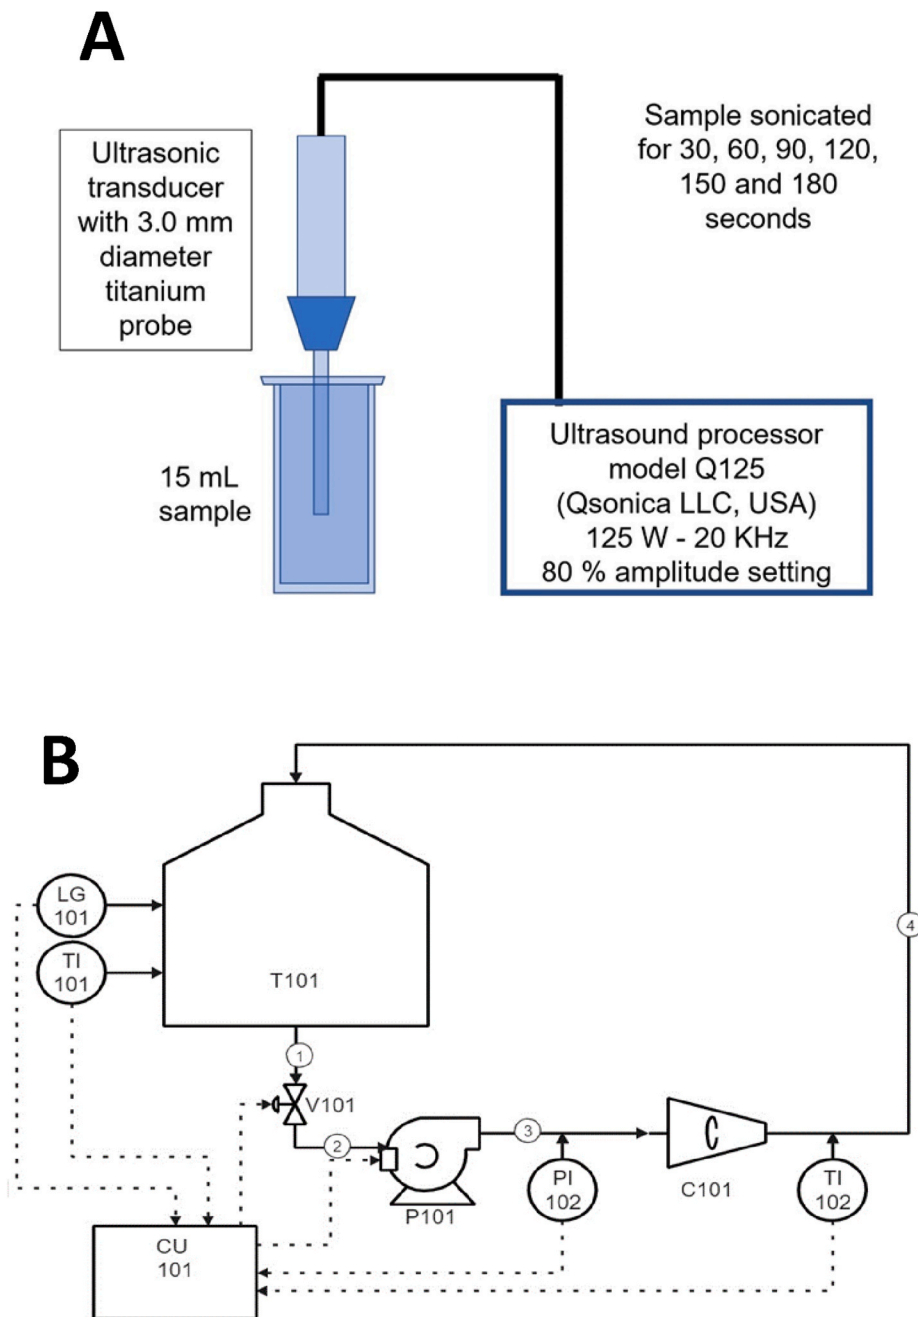 A
Ultrasonic
transducer
with 3.0 mm
diameter
titanium
probe
Sample sonicated
for 30, 60, 90, 120,
150 and 180
seconds
15 mL
sample
Ultrasound processor
model Q125
(Qsonica LLC, USA)
125 W - 20 KHz
80 % amplitude setting
B
LG
101
TI
101
T101
1
V101
2
P101
3
PI
102
C101
TI
102
4
CU
101